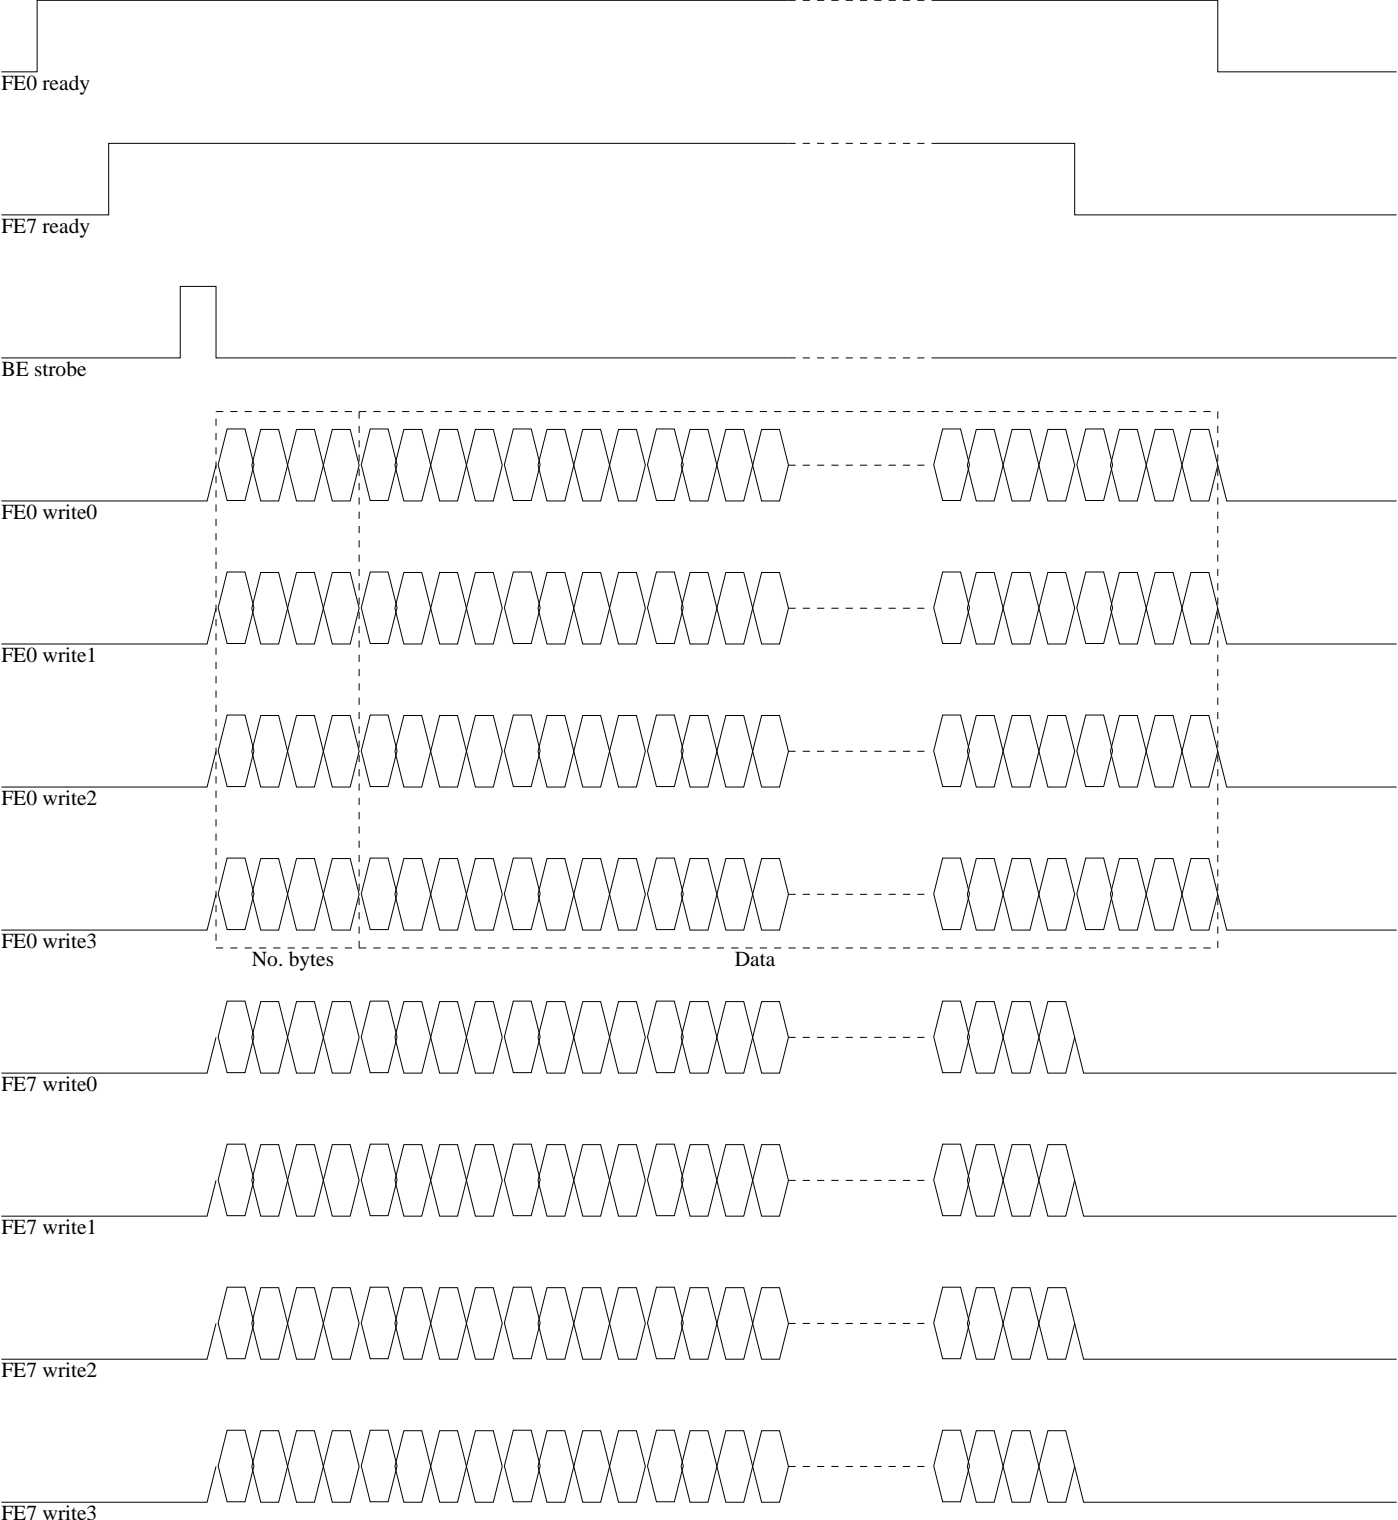 FE0 ready
FE7 ready
BE strobe
FE0 write0
FE0 write1
FE0 write2
FE0 write3
No. bytes Data
FE7 write0
FE7 write1
FE7 write2
FE7 write3